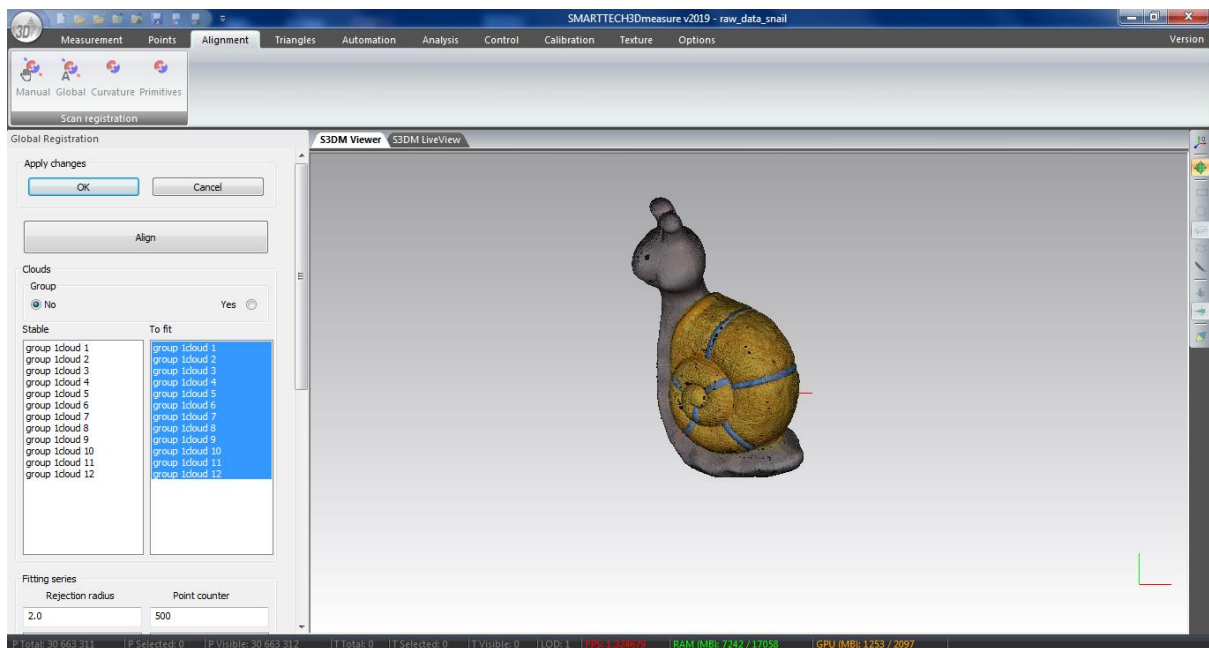 3D
SMARTTECH3Dmeasure v2019 - raw_data_snail
Measurement Points Alignment Triangles Automation Analysis Control Calibration Texture Options Version
Manual Global Curvature Primitives
Scan registration
Global Registration
S3DM Viewer S3DM LiveView
Apply changes
OK Cancel
Align
Clouds
Group
No Yes
Stable To fit
group 1cloud 1 group 1cloud 1
group 1cloud 2 group 1cloud 2
group 1cloud 3 group 1cloud 3
group 1cloud 4 group 1cloud 4
group 1cloud 5 group 1cloud 5
group 1cloud 6 group 1cloud 6
group 1cloud 7 group 1cloud 7
group 1cloud 8 group 1cloud 8
group 1cloud 9 group 1cloud 9
group 1cloud 10 group 1cloud 10
group 1cloud 11 group 1cloud 11
group 1cloud 12 group 1cloud 12
Fitting series
Rejection radius Point counter
2.0 500
P Total: 30 663 311 P Selected: 0 P Visible: 30 663 312 T Total: 0 T Selected: 0 T Visible: 0 LOD: 1 FPS: RAM (MB): 7242 / 17058 GPU (MB): 1253 / 2097